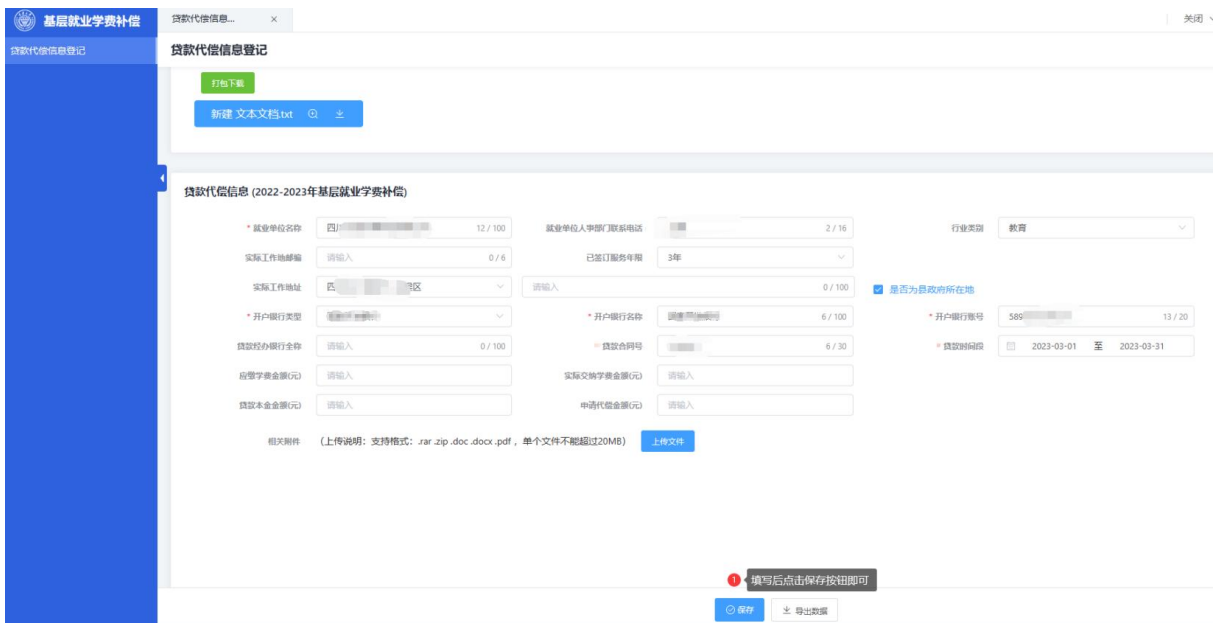 基层就业学费补偿
贷款代偿信息... ×
关闭
贷款代偿信息登记
贷款代偿信息登记
打包下载
新建 文本文档.txt
贷款代偿信息 (2022-2023年基层就业学费补偿)
* 就业单位名称 四川 12 / 100 就业单位人事部门联系电话 2 / 16 行业类别 教育
实际工作地邮编 请输入 0 / 6 已签订服务年限 3年
实际工作地址 四 区 请输入 0 / 100 是否为县政府所在地
* 开户银行类型 * 开户银行名称 6 / 100 * 开户银行账号 589 13 / 20
贷款经办银行全称 请输入 0 / 100 * 贷款合同号 6 / 30 * 贷款时间段 2023-03-01 至 2023-03-31
应缴学费金额(元) 请输入 实际交纳学费金额(元) 请输入
贷款本金金额(元) 请输入 申请代偿金额(元) 请输入
相关附件 (上传说明：支持格式：.rar .zip .doc .docx .pdf ，单个文件不能超过20MB) 上传文件
1 填写后点击保存按钮即可
保存 导出数据